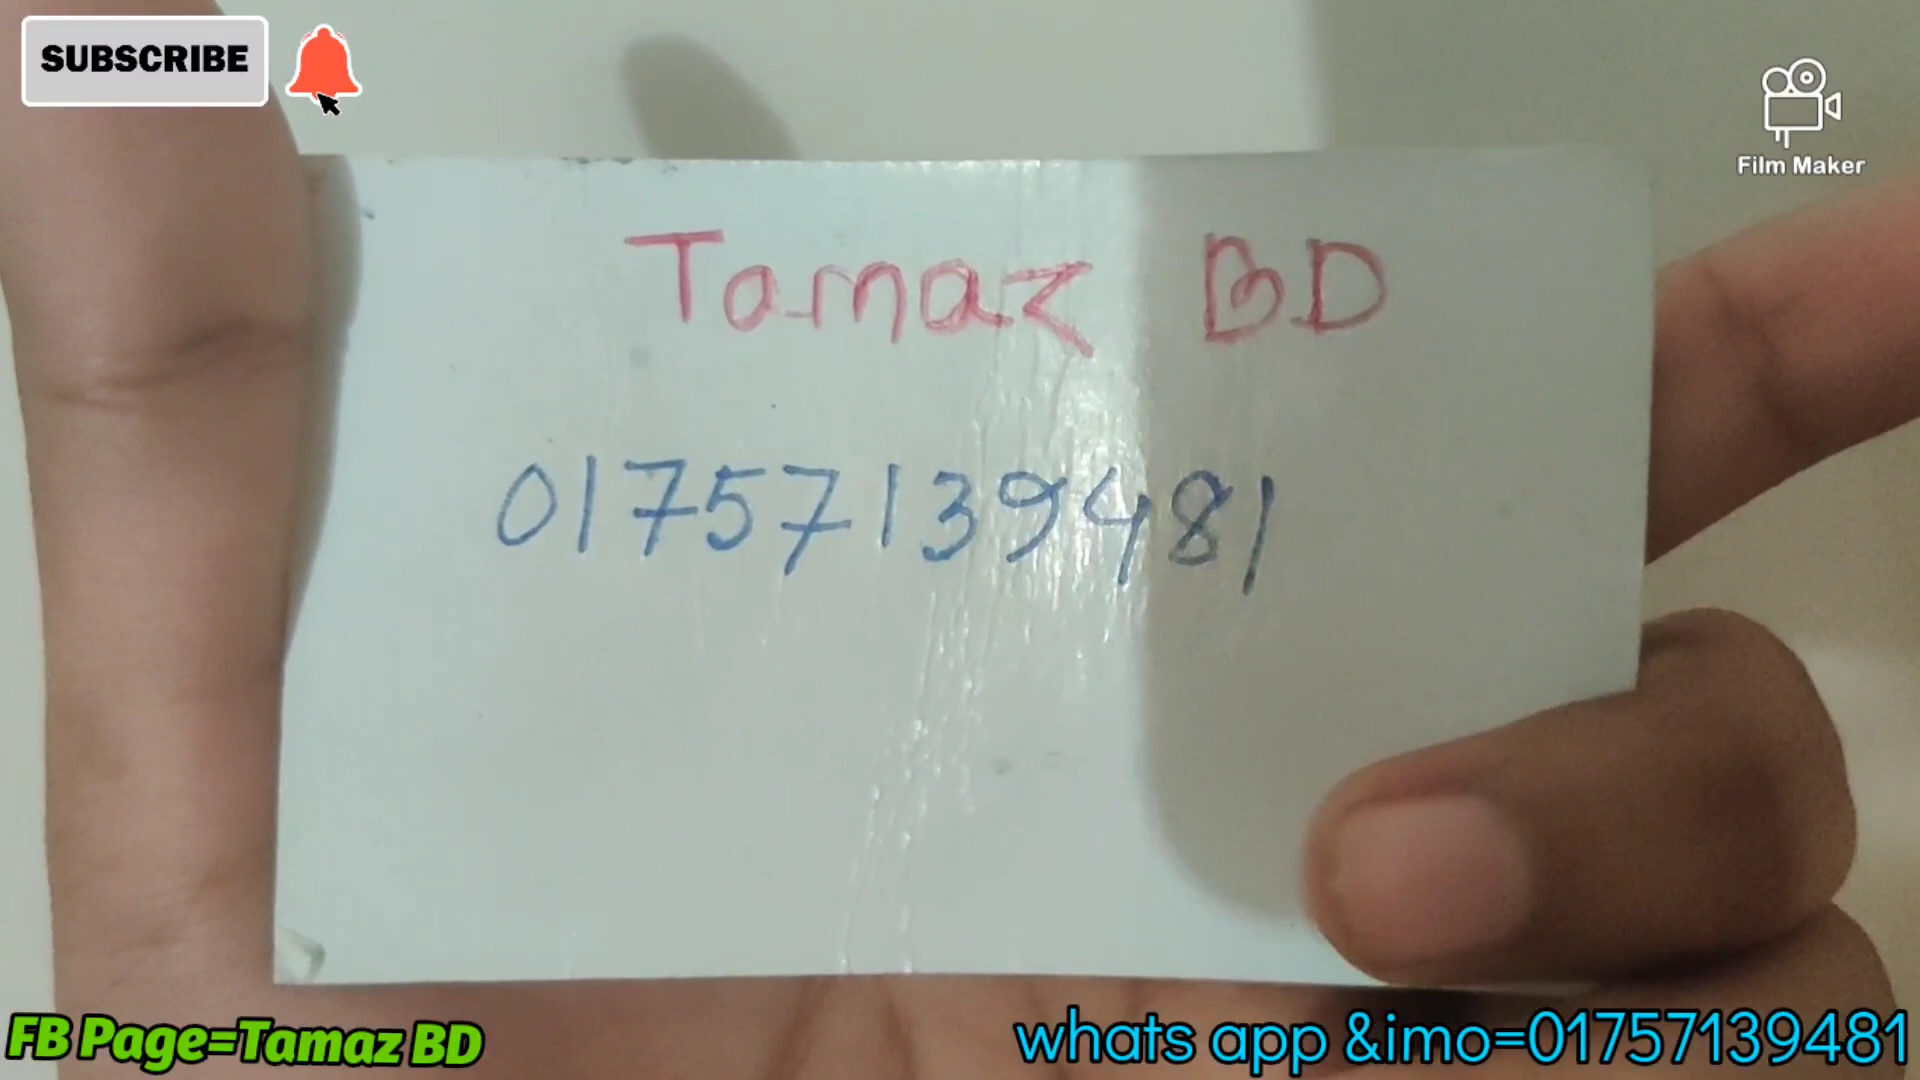 SUBSCRIBE
Film Maker
Tamaz BD
01757139481
FB Page=Tamaz BD
whats app &imo=01757139481